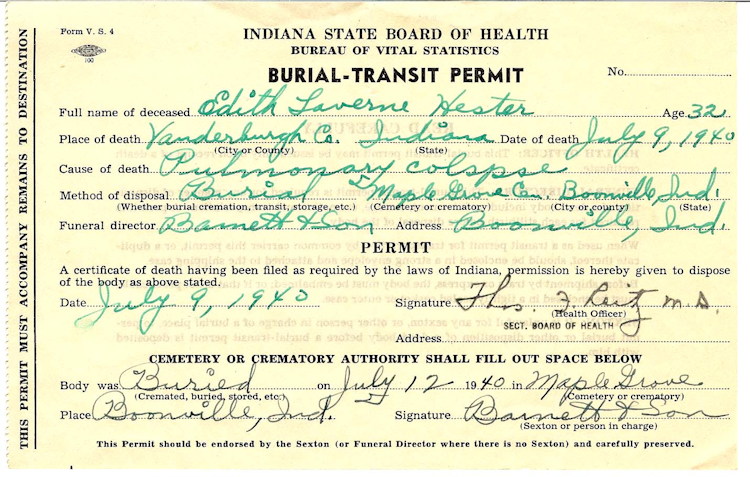 Form V. S. 4
100
INDIANA STATE BOARD OF HEALTH
BUREAU OF VITAL STATISTICS
BURIAL-TRANSIT PERMIT
No.
Full name of deceased Edith Laverne Hester Age 32
Place of death Vanderburgh Co. Indiana Date of death July 9, 1940
(City or County) (State)
Cause of death Pulmonary colspse
Method of disposal Burial Maple Grove Cem. Boonville, Ind.
(Whether burial cremation, transit, storage, etc.) (Cemetery or crematory) (City or county) (State)
Funeral director Barnett & Son Address Boonville, Ind.
PERMIT
A certificate of death having been filed as required by the laws of Indiana, permission is hereby given to dispose
of the body as above stated.
Date July 9, 1940 Signature Thos. F. Reitz M.D.
(Health Officer)
SECT. BOARD OF HEALTH
Address
CEMETERY OR CREMATORY AUTHORITY SHALL FILL OUT SPACE BELOW
Body was Buried on July 12 1940 in Maple Grove
(Cremated, buried, stored, etc.) (Cemetery or crematory)
Place Boonville, Ind. Signature Barnett & Son
(Sexton or person in charge)
This Permit should be endorsed by the Sexton (or Funeral Director where there is no Sexton) and carefully preserved.
THIS PERMIT MUST ACCOMPANY REMAINS TO DESTINATION